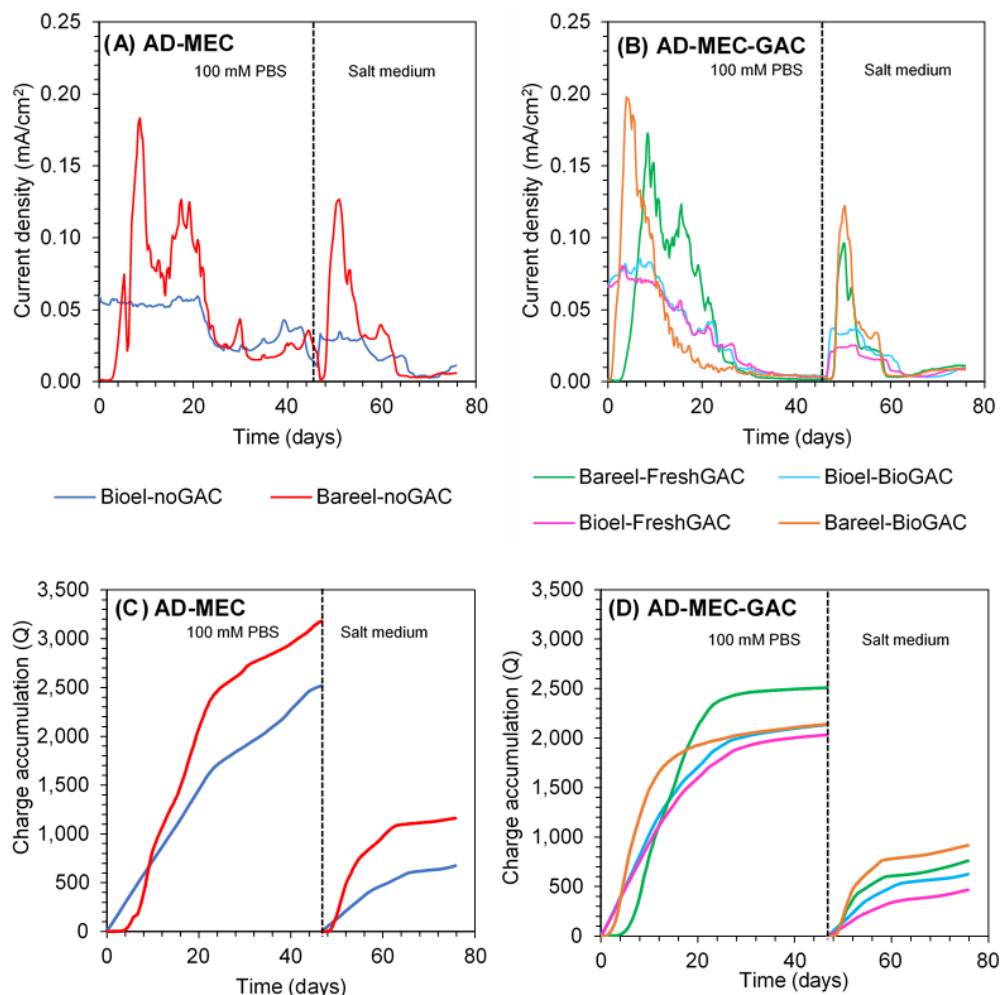 (A) AD-MEC
100 mM PBS
Salt medium
Current density (mA/cm²)
0.25
0.20
0.15
0.10
0.05
0.00
0
20
40
60
80
Time (days)
(B) AD-MEC-GAC
100 mM PBS
Salt medium
Current density (mA/cm²)
0.25
0.20
0.15
0.10
0.05
0.00
0
20
40
60
80
Time (days)
Bioel-noGAC
Bareel-noGAC
Bareel-FreshGAC
Bioel-BioGAC
Bioel-FreshGAC
Bareel-BioGAC
(C) AD-MEC
100 mM PBS
Salt medium
Charge accumulation (Q)
3,500
3,000
2,500
2,000
1,500
1,000
500
0
0
20
40
60
80
Time (days)
(D) AD-MEC-GAC
100 mM PBS
Salt medium
Charge accumulation (Q)
3,500
3,000
2,500
2,000
1,500
1,000
500
0
0
20
40
60
80
Time (days)